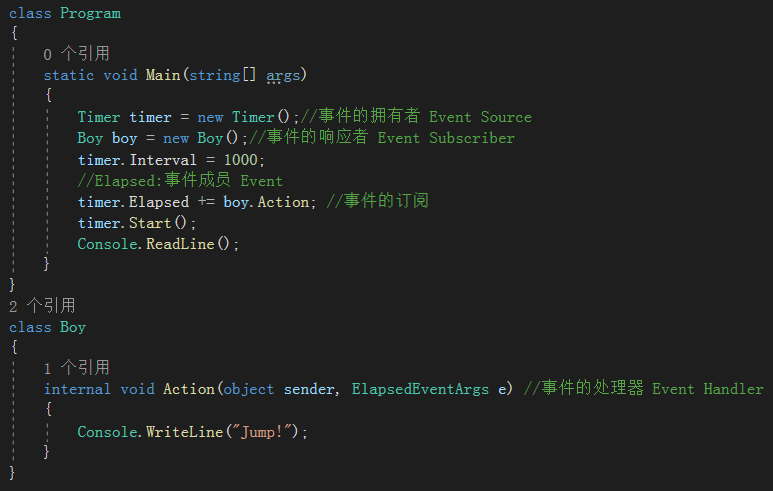 class Program
{
0 个引用
static void Main(string[] args)
{
Timer timer = new Timer();//事件的拥有者 Event Source
Boy boy = new Boy();//事件的响应者 Event Subscriber
timer.Interval = 1000;
//Elapsed:事件成员 Event
timer.Elapsed += boy.Action; //事件的订阅
timer.Start();
Console.ReadLine();
}
}
2 个引用
class Boy
{
1 个引用
internal void Action(object sender, ElapsedEventArgs e) //事件的处理器 Event Handler
{
Console.WriteLine("Jump!");
}
}